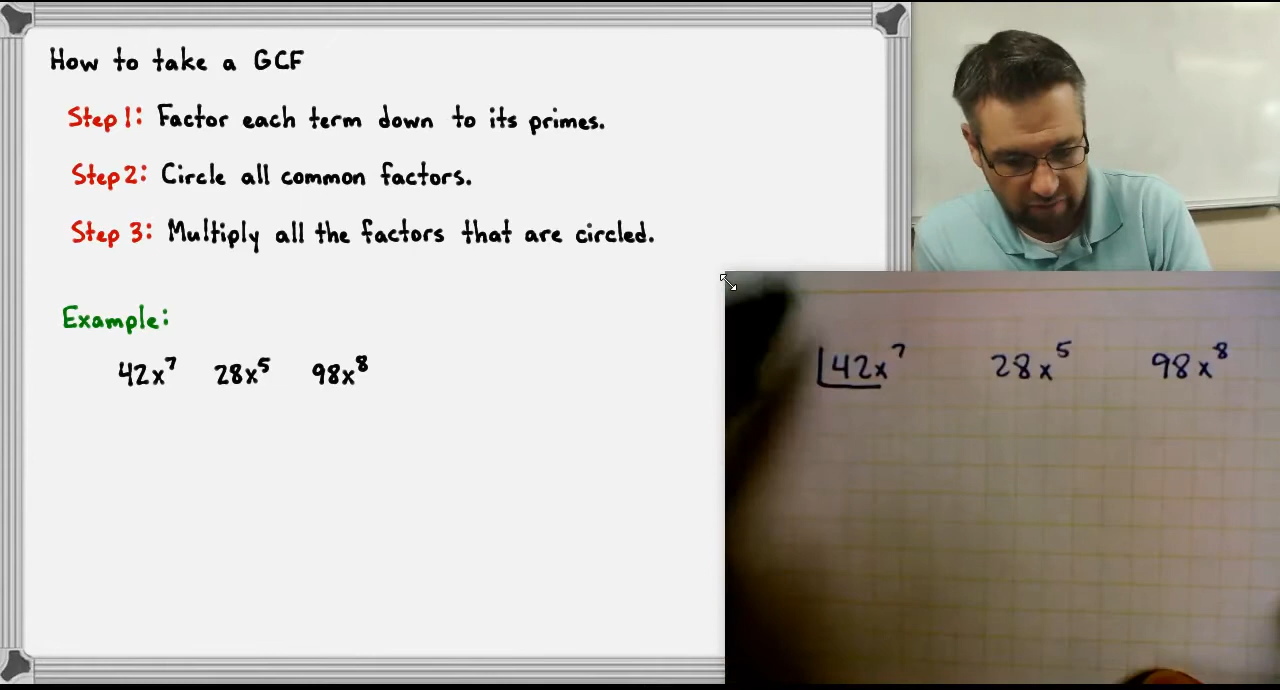 How to take a GCF
Step 1: Factor each term down to its primes.
Step 2: Circle all common factors.
Step 3: Multiply all the factors that are circled.
Example:
42x⁷ 28x⁵ 98x⁸
42x⁷ 28x⁵ 98x⁸